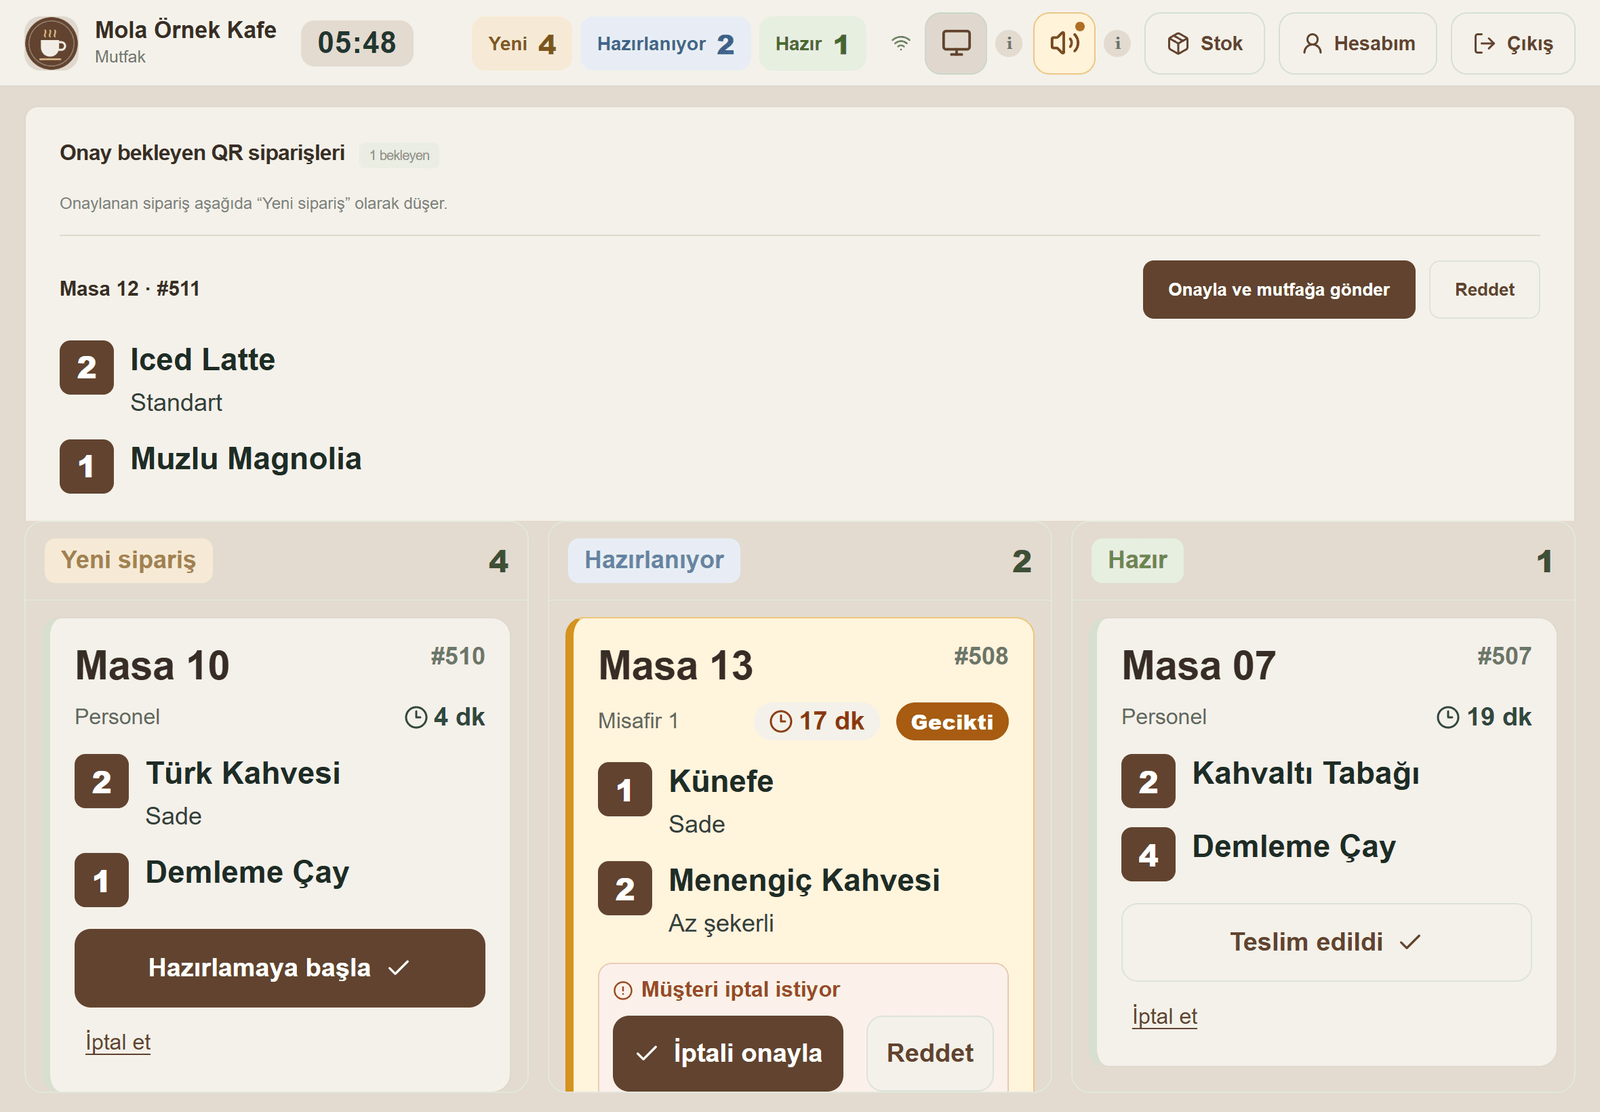 Mola Örnek Kafe
Mutfak
05:48
Yeni 4
Hazırlanıyor 2
Hazır 1
i
i
Stok
Hesabım
Çıkış
Onay bekleyen QR siparişleri
1 bekleyen
Onaylanan sipariş aşağıda “Yeni sipariş” olarak düşer.
Masa 12 · #511
Onayla ve mutfağa gönder
Reddet
2 Iced Latte
Standart
1 Muzlu Magnolia
Yeni sipariş 4
Masa 10 #510
Personel 4 dk
2 Türk Kahvesi
Sade
1 Demleme Çay
Hazırlamaya başla
İptal et
Hazırlanıyor 2
Masa 13 #508
Misafir 1 17 dk Gecikti
1 Künefe
Sade
2 Menengiç Kahvesi
Az şekerli
Müşteri iptal istiyor
İptali onayla
Reddet
Hazır 1
Masa 07 #507
Personel 19 dk
2 Kahvaltı Tabağı
4 Demleme Çay
Teslim edildi
İptal et